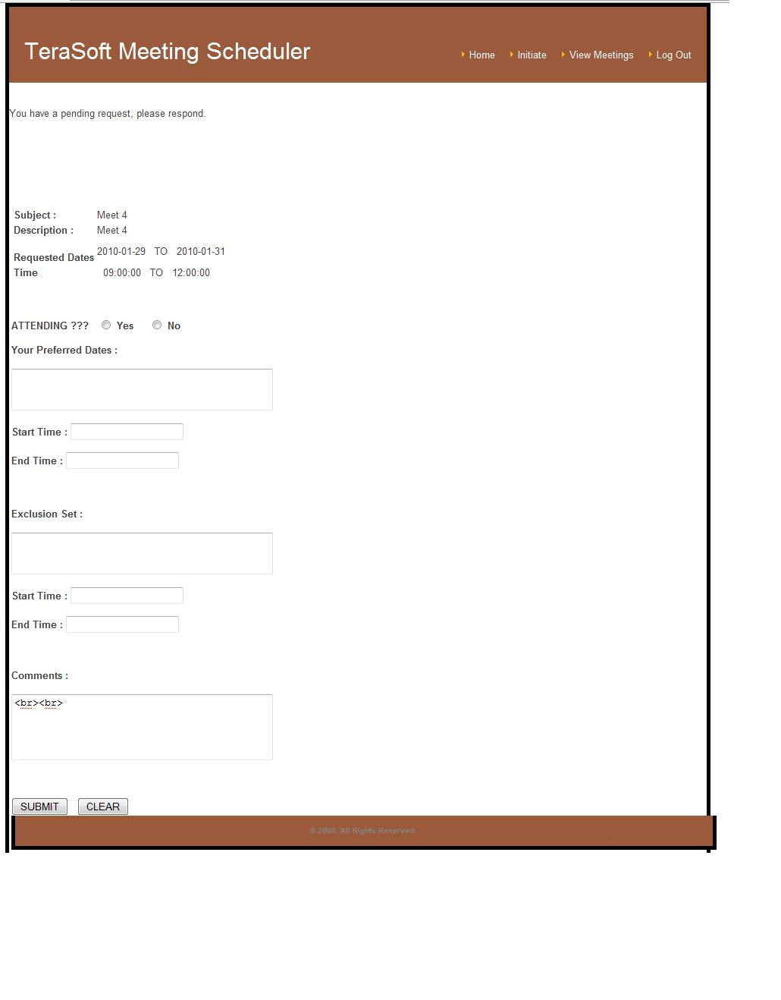 TeraSoft Meeting Scheduler
Home Initiate View Meetings Log Out
You have a pending request, please respond.
Subject : Meet 4
Description : Meet 4
Requested Dates 2010-01-29 TO 2010-01-31
Time 09:00:00 TO 12:00:00
ATTENDING ??? Yes No
Your Preferred Dates :
Start Time :
End Time :
Exclusion Set :
Start Time :
End Time :
Comments :
<br><br>
SUBMIT CLEAR
© 2008. All Rights Reserved.